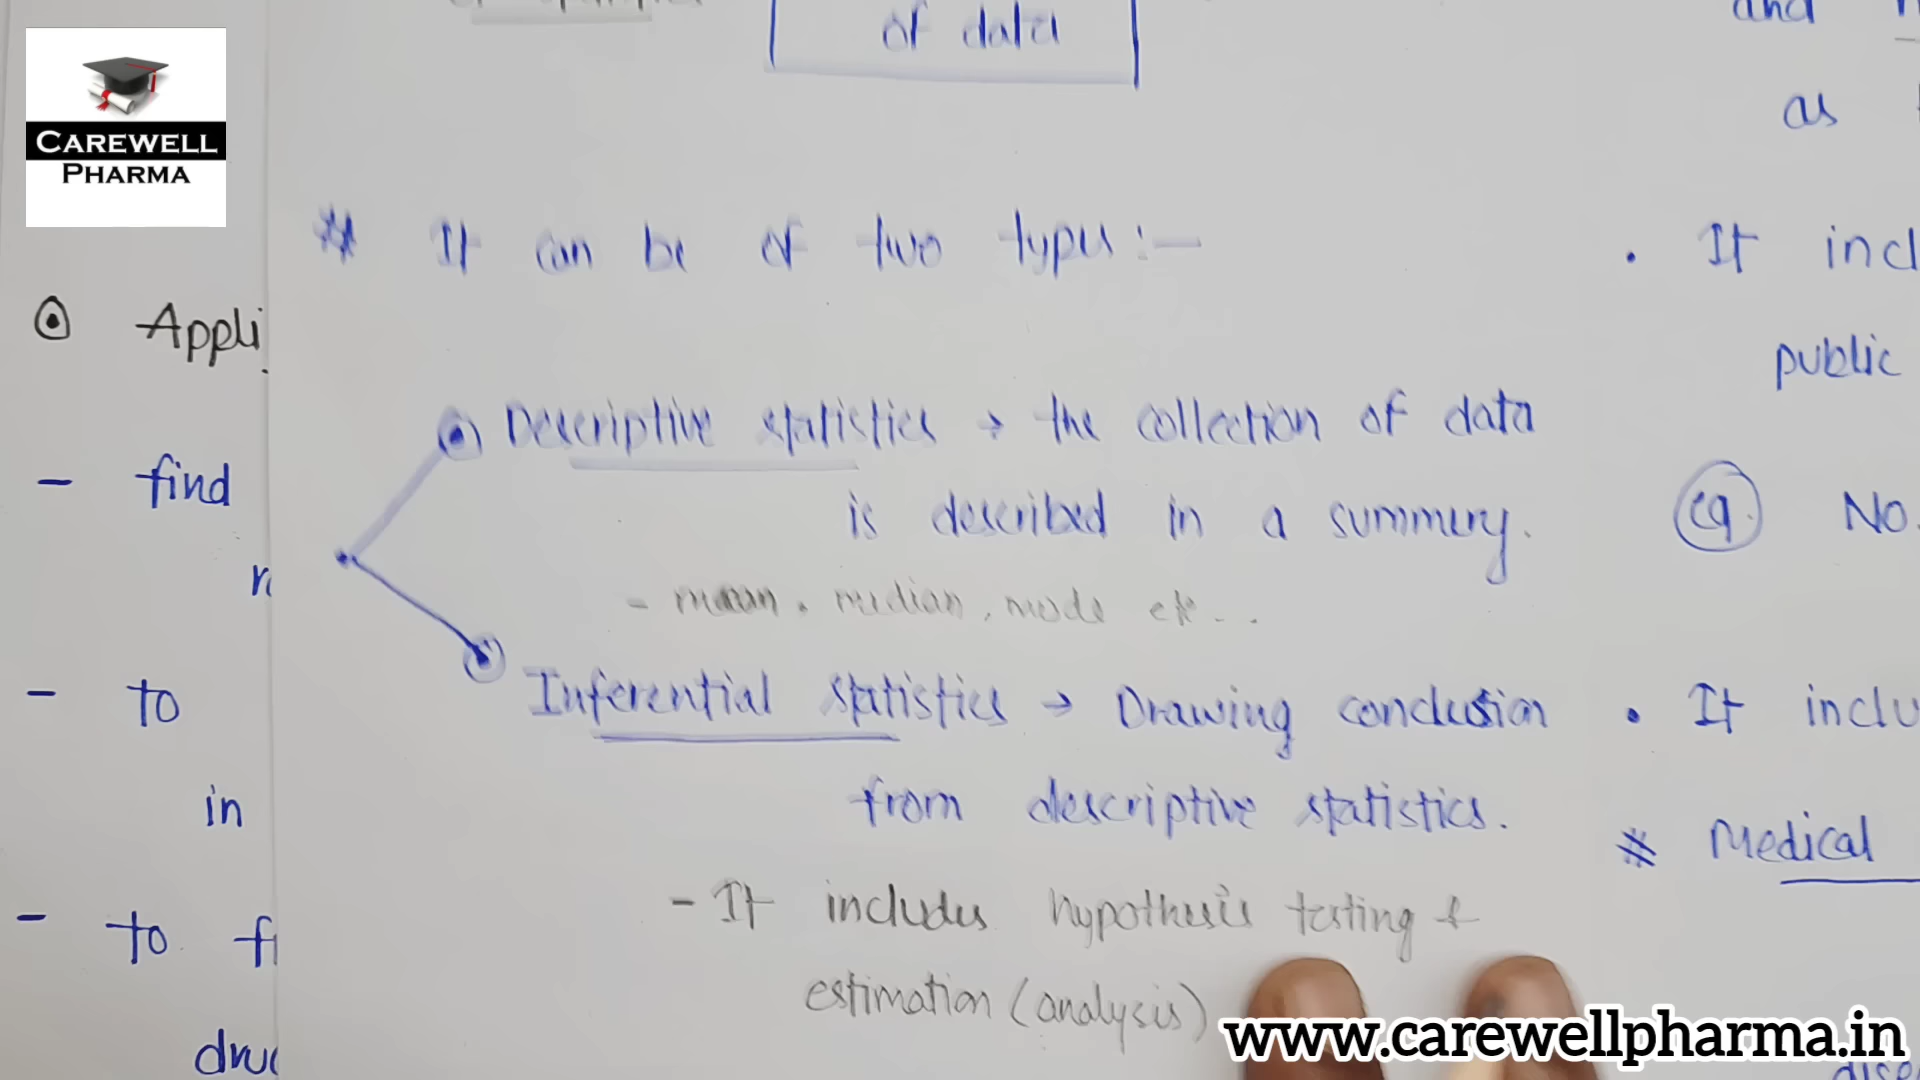 CAREWELL
PHARMA
of data
** It can be of two types:-
Descriptive statistics → the collection of data
is described in a summery.
- mean, median, mode etc..
Inferential statistics → Drawing conclusion
from descriptive statistics.
- It includes hypothesis testing &
estimation (analysis)
Appli
- find
- to
in
- to f
druc
and
as
• It incl
public
eg. No.
• It inclu
* Medical
www.carewellpharma.in